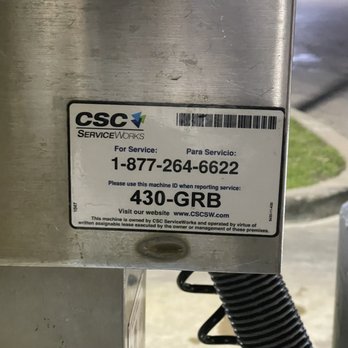 CSC
SERVICEWORKS
For Service: Para Servicio:
1-877-264-6622
Please use this machine ID when reporting service:
430-GRB
Visit our website www.CSCSW.com
This machine is owned by CSC ServiceWorks and operated by virtue of
written assignable lease executed by the owner or management of those premises.